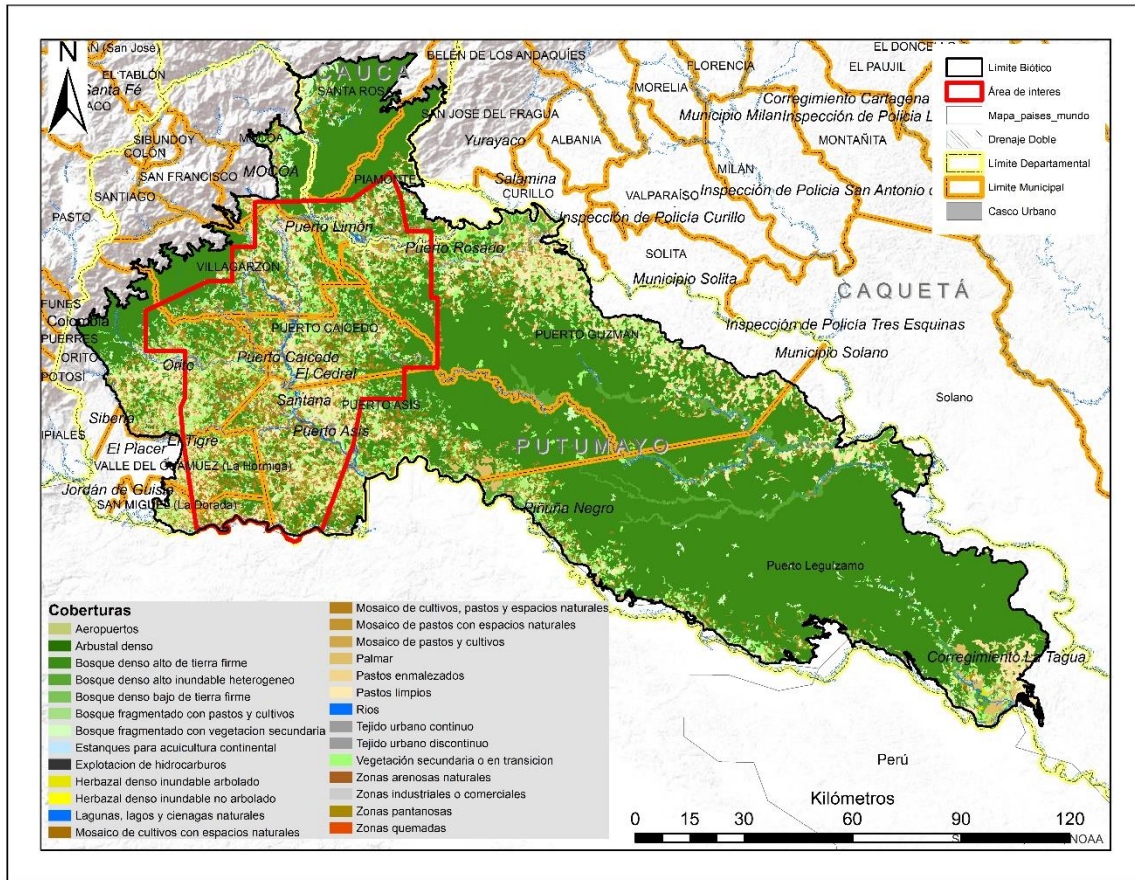 N
ÁN (San José)
EL TABLÓN
Santa Fé
ACO
SIBUNDOY
COLÓN
SAN FRANCISCO
SANTIAGO
PASTO
MOCOA
MOCOA
CAUCA
SANTA ROSA
BELÉN DE LOS ANDAQUÍES
SAN JOSE DEL FRAGUA
PIAMONTE
Yurayaco
ALBANIA
Salamina
CURILLO
FLORENCIA
MORELIA
EL DONCE
EL PAUJIL
Corregimiento Cartagena
Municipio Milan
Inspección de Policia L
MONTAÑITA
MILÁN
VALPARAÍSO
Inspección de Policia San Antonio d
Inspección de Policía Curillo
SOLITA
Municipio Solita
CAQUETÁ
Inspección de Policía Tres Esquinas
Municipio Solano
Solano
Puerto Limón
Puerto Rosario
VILLAGARZÓN
FUNES
Colombia
PUERRES
ORITO
POTOSÍ
IPIALES
Orito
PUERTO CAICEDO
Puerto Caicedo
El Cedral
PUERTO GUZMÁN
Santana
PUERTO ASÍS
Puerto Asís
PUTUMAYO
Siberia
El Placer
El Tigre
VALLE DEL GUAMUEZ (La Hormiga)
Jordán de Guisia
SAN MIGUEL (La Dorada)
Piñuña Negro
Puerto Leguízamo
Corregimiento La Tagua
Perú
Límite Biótico
Área de interes
Mapa_paises_mundo
Drenaje Doble
Límite Departamental
Limite Municipal
Casco Urbano
Coberturas
Aeropuertos
Arbustal denso
Bosque denso alto de tierra firme
Bosque denso alto inundable heterogeneo
Bosque denso bajo de tierra firme
Bosque fragmentado con pastos y cultivos
Bosque fragmentado con vegetacion secundaria
Estanques para acuicultura continental
Explotacion de hidrocarburos
Herbazal denso inundable arbolado
Herbazal denso inundable no arbolado
Lagunas, lagos y cienagas naturales
Mosaico de cultivos con espacios naturales
Mosaico de cultivos, pastos y espacios naturales
Mosaico de pastos con espacios naturales
Mosaico de pastos y cultivos
Palmar
Pastos enmalezados
Pastos limpios
Rios
Tejido urbano continuo
Tejido urbano discontinuo
Vegetación secundaria o en transicion
Zonas arenosas naturales
Zonas industriales o comerciales
Zonas pantanosas
Zonas quemadas
Kilómetros
0 15 30 60 90 120
NOAA